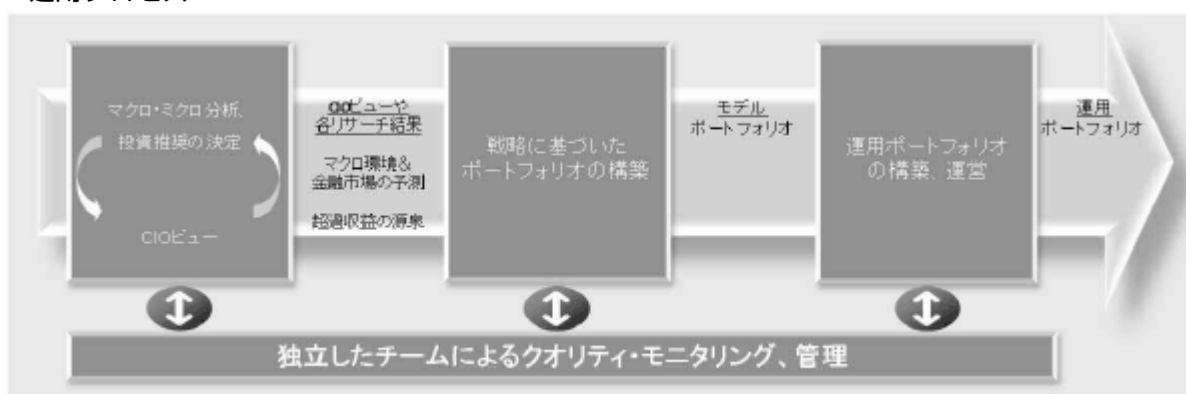 マクロ・ミクロ分析、
投資推奨の決定
CIOビュー
CIOビューや
各リサーチ結果
マクロ環境&
金融市場の予測
超過収益の源泉
戦略に基づいた
ポートフォリオの構築
モデル
ポートフォリオ
運用ポートフォリオ
の構築、運営
運用
ポートフォリオ
独立したチームによるクオリティ・モニタリング、管理